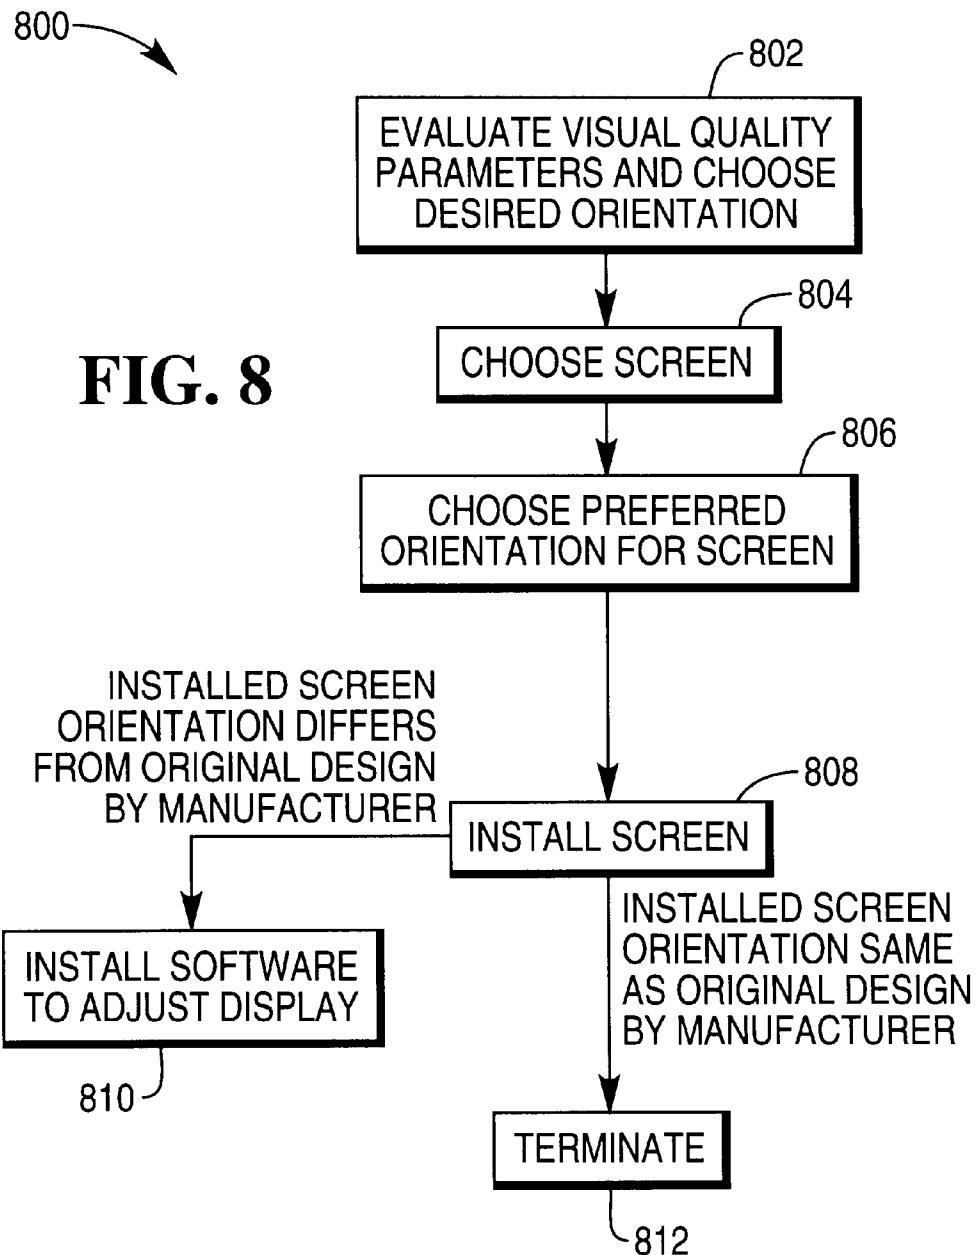 800
802
EVALUATE VISUAL QUALITY
PARAMETERS AND CHOOSE
DESIRED ORIENTATION
804
CHOOSE SCREEN
FIG. 8
806
CHOOSE PREFERRED
ORIENTATION FOR SCREEN
INSTALLED SCREEN
ORIENTATION DIFFERS
FROM ORIGINAL DESIGN
BY MANUFACTURER
808
INSTALL SCREEN
INSTALLED SCREEN
ORIENTATION SAME
AS ORIGINAL DESIGN
BY MANUFACTURER
INSTALL SOFTWARE
TO ADJUST DISPLAY
810
TERMINATE
812